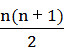 n(n + 1)
2